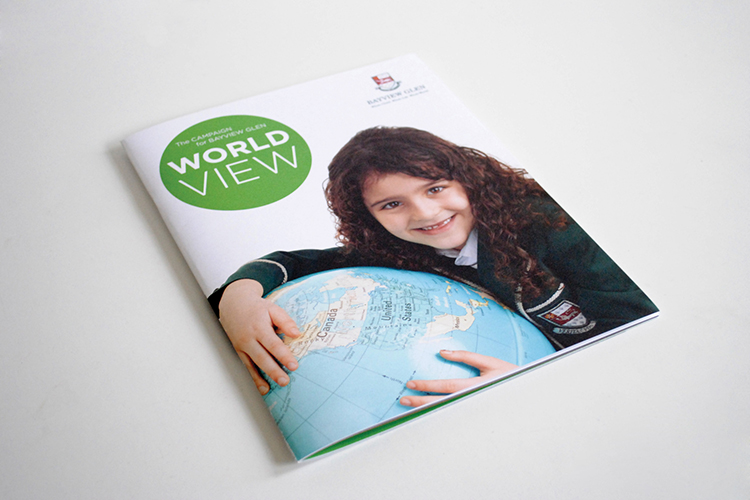 The CAMPAIGN
for BAYVIEW GLEN
WORLD
VIEW
BAYVIEW GLEN
Canada
United
States